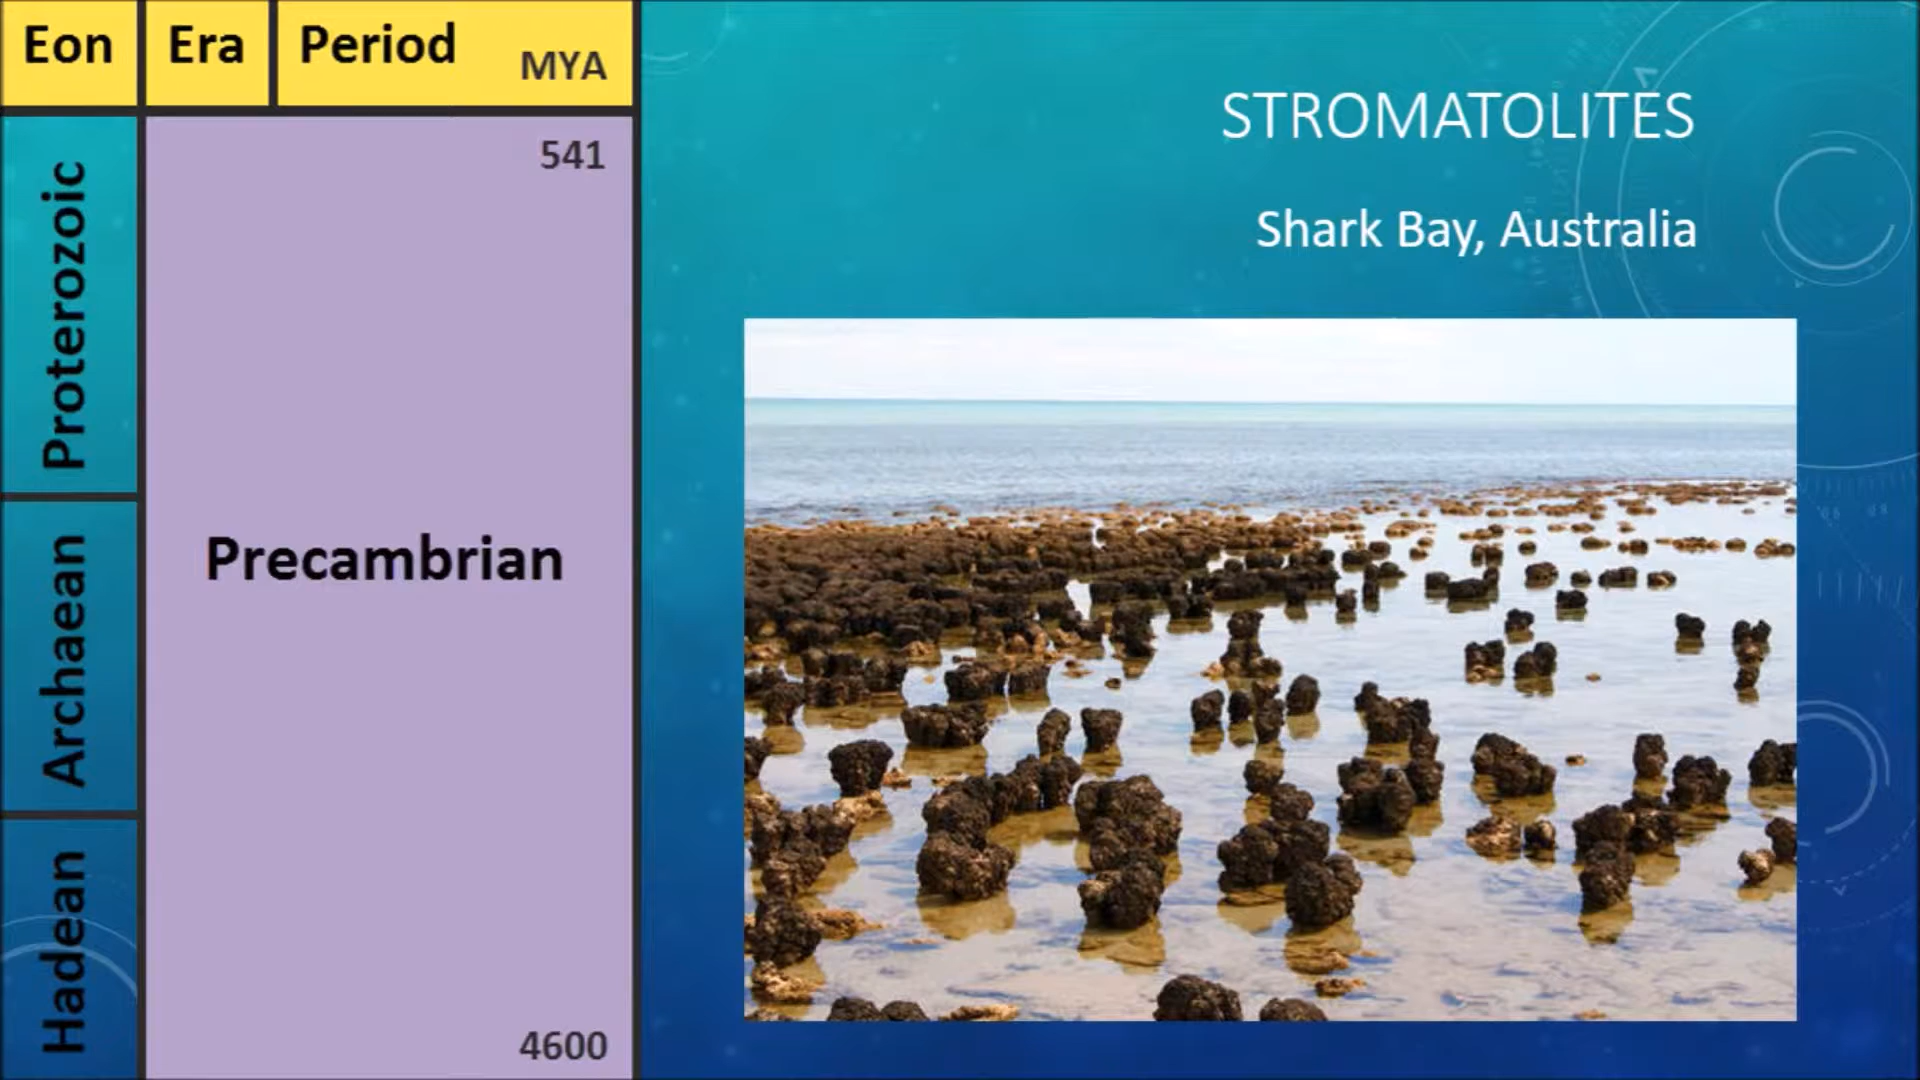 Eon Era Period MYA
541
Proterozoic
Archaean
Hadean
Precambrian
4600
STROMATOLITES
Shark Bay, Australia